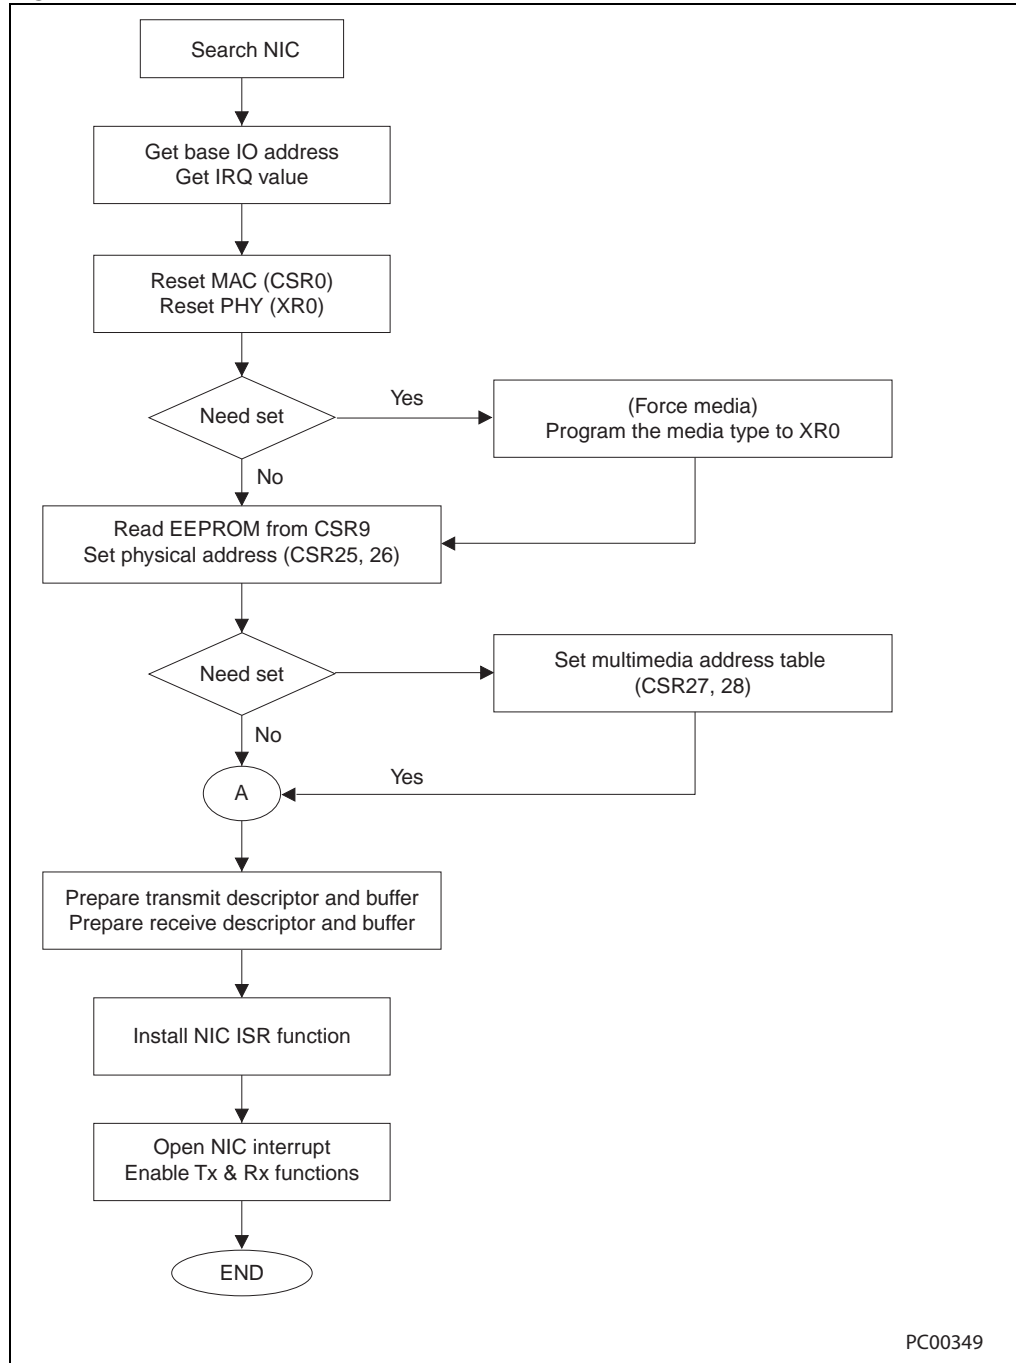 Search NIC
Get base IO address
Get IRQ value
Reset MAC (CSR0)
Reset PHY (XR0)
Need set
Yes
(Force media)
Program the media type to XR0
No
Read EEPROM from CSR9
Set physical address (CSR25, 26)
Need set
Set multimedia address table
(CSR27, 28)
No
Yes
A
Prepare transmit descriptor and buffer
Prepare receive descriptor and buffer
Install NIC ISR function
Open NIC interrupt
Enable Tx & Rx functions
END
PC00349